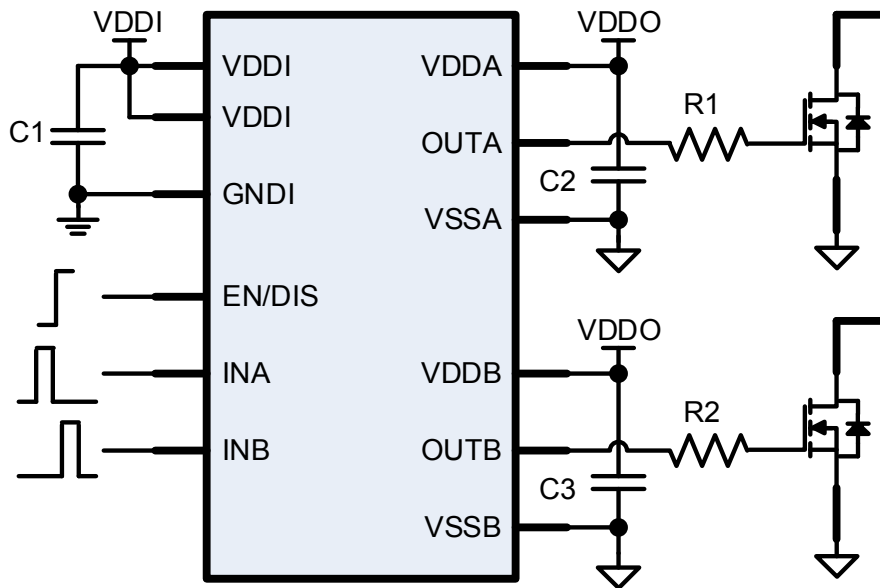 VDDI
VDDI
VDDI
C1
GNDI
EN/DIS
INA
INB
VDDA
OUTA
VSSA
VDDB
OUTB
VSSB
VDDO
C2
R1
VDDO
C3
R2